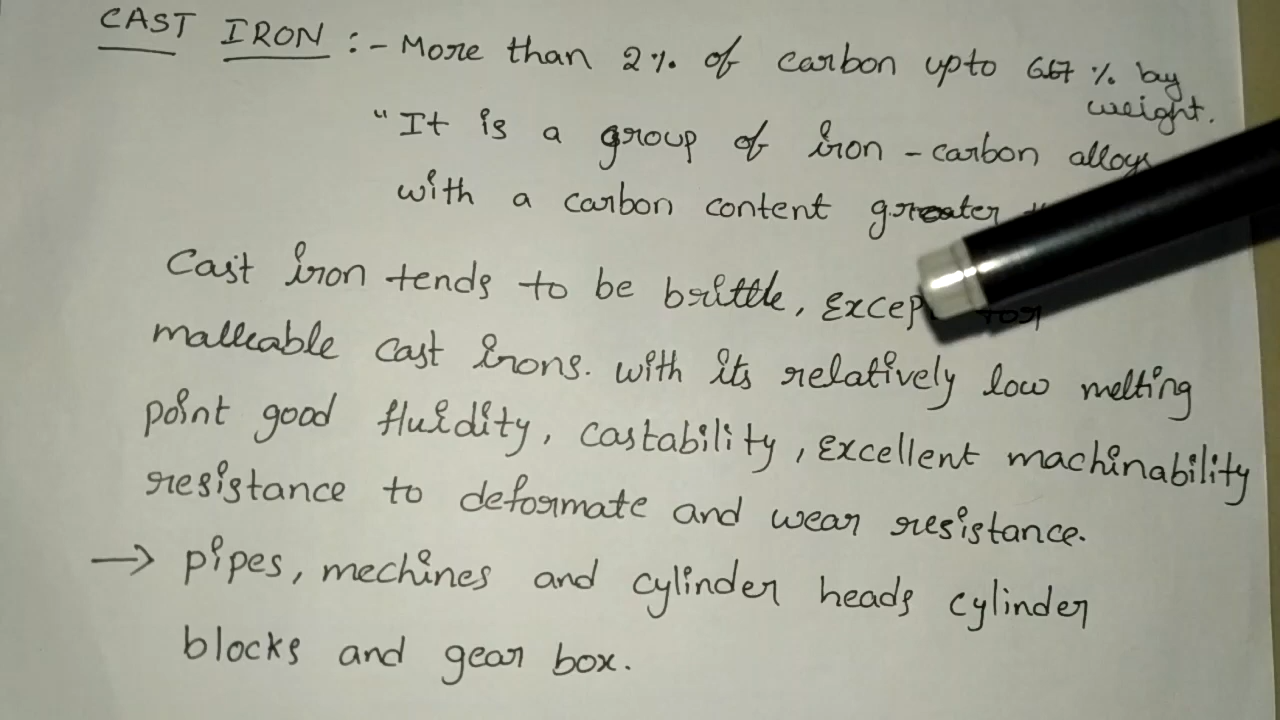 CAST IRON :- More than 2% of carbon upto 6.67 % by
weight.
"It is a group of iron - carbon alloys
with a carbon content greater
Cast iron tends to be brittle, Except for
malleable cast irons. with its relatively low melting
point good fluidity, castability, Excellent machinability
resistance to deformate and wear resistance.
→ pipes, mechines and cylinder heads cylinder
blocks and gear box.